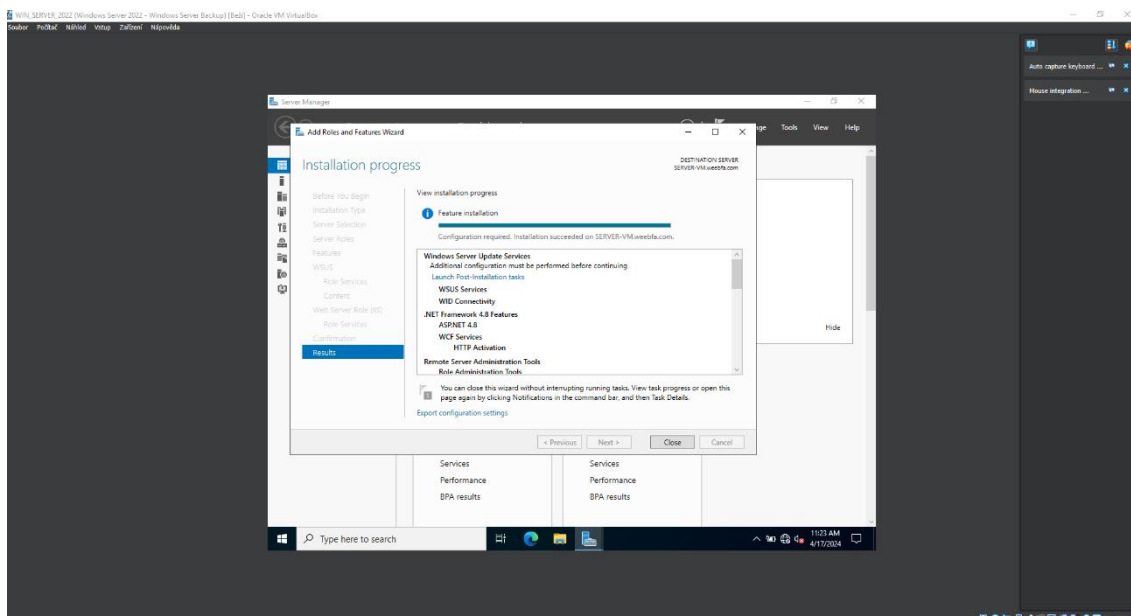 WIN_SERVER_2022 (Windows Server 2022 - Windows Server Backup) [Běží] - Oracle VM VirtualBox
Soubor Počítač Náhled Vstup Zařízení Nápověda
Auto capture keyboard ...
Mouse integration ...
Server Manager
Tools View Help
Add Roles and Features Wizard
Installation progress
DESTINATION SERVER
SERVER-VM.weebfa.com
Before You Begin
Installation Type
Server Selection
Server Roles
Features
WSUS
Role Services
Content
Web Server Role (IIS)
Role Services
Confirmation
Results
View installation progress
Feature installation
Configuration required. Installation succeeded on SERVER-VM.weebfa.com.
Windows Server Update Services
Additional configuration must be performed before continuing
Launch Post-Installation tasks
WSUS Services
WID Connectivity
.NET Framework 4.8 Features
ASP.NET 4.8
WCF Services
HTTP Activation
Remote Server Administration Tools
Role Administration Tools
You can close this wizard without interrupting running tasks. View task progress or open this
page again by clicking Notifications in the command bar, and then Task Details.
Export configuration settings
< Previous Next > Close Cancel
Hide
Services Services
Performance Performance
BPA results BPA results
Type here to search
11:23 AM
4/17/2024